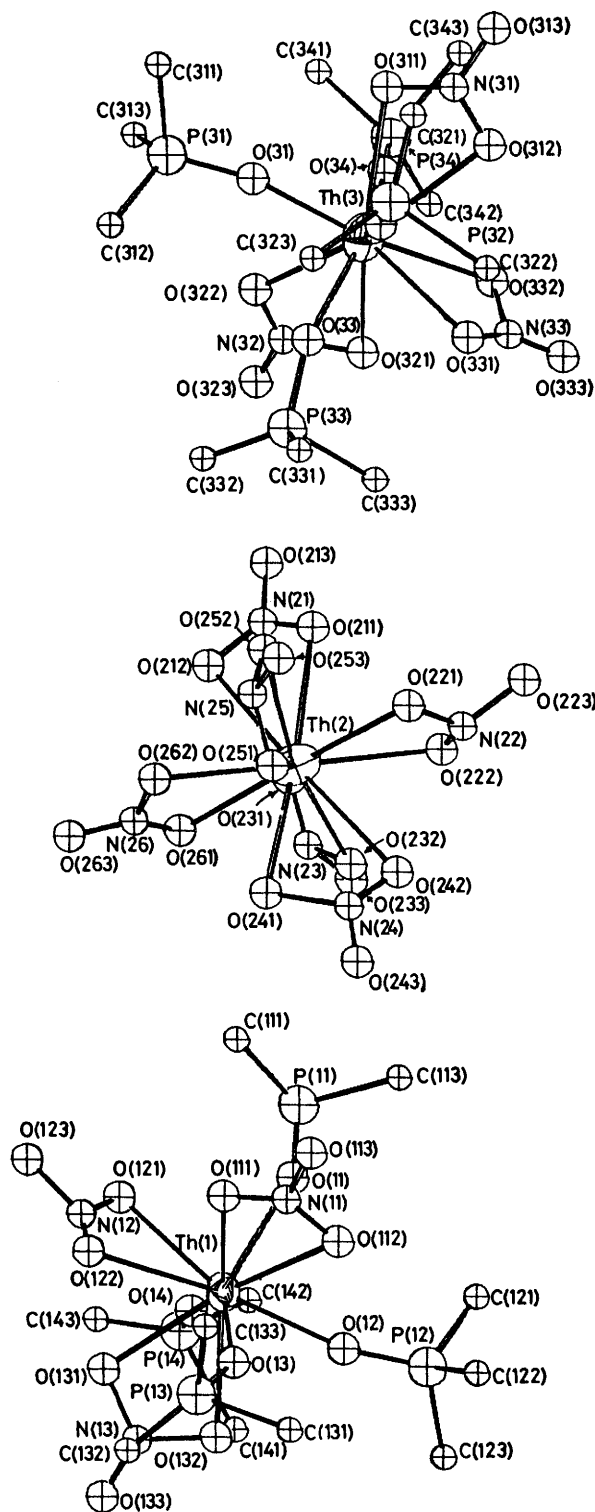 C(343)
O(313)
C(341)
O(311)
C(311)
N(31)
C(313)
P(31)
C(321)
O(31)
O(34)
P(34)
O(312)
Th(3)
C(342)
C(312)
C(323)
P(32)
C(322)
O(322)
O(332)
O(33)
N(32)
N(33)
O(321)
O(331)
O(323)
O(333)
P(33)
C(332)
C(331)
C(333)
O(213)
N(21)
O(252)
O(211)
O(212)
O(253)
N(25)
O(221)
O(223)
Th(2)
N(22)
O(262)
O(251)
O(222)
O(231)
N(26)
O(232)
O(263)
O(261)
N(23)
O(242)
O(233)
O(241)
N(24)
O(243)
C(111)
P(11)
C(113)
O(123)
O(113)
O(121)
O(111)
O(11)
N(11)
N(12)
Th(1)
O(112)
O(122)
C(142)
C(121)
O(14)
C(143)
O(12)
P(12)
C(133)
P(14)
O(13)
C(122)
O(131)
P(13)
N(13)
C(131)
C(132)
C(141)
O(132)
C(123)
O(133)